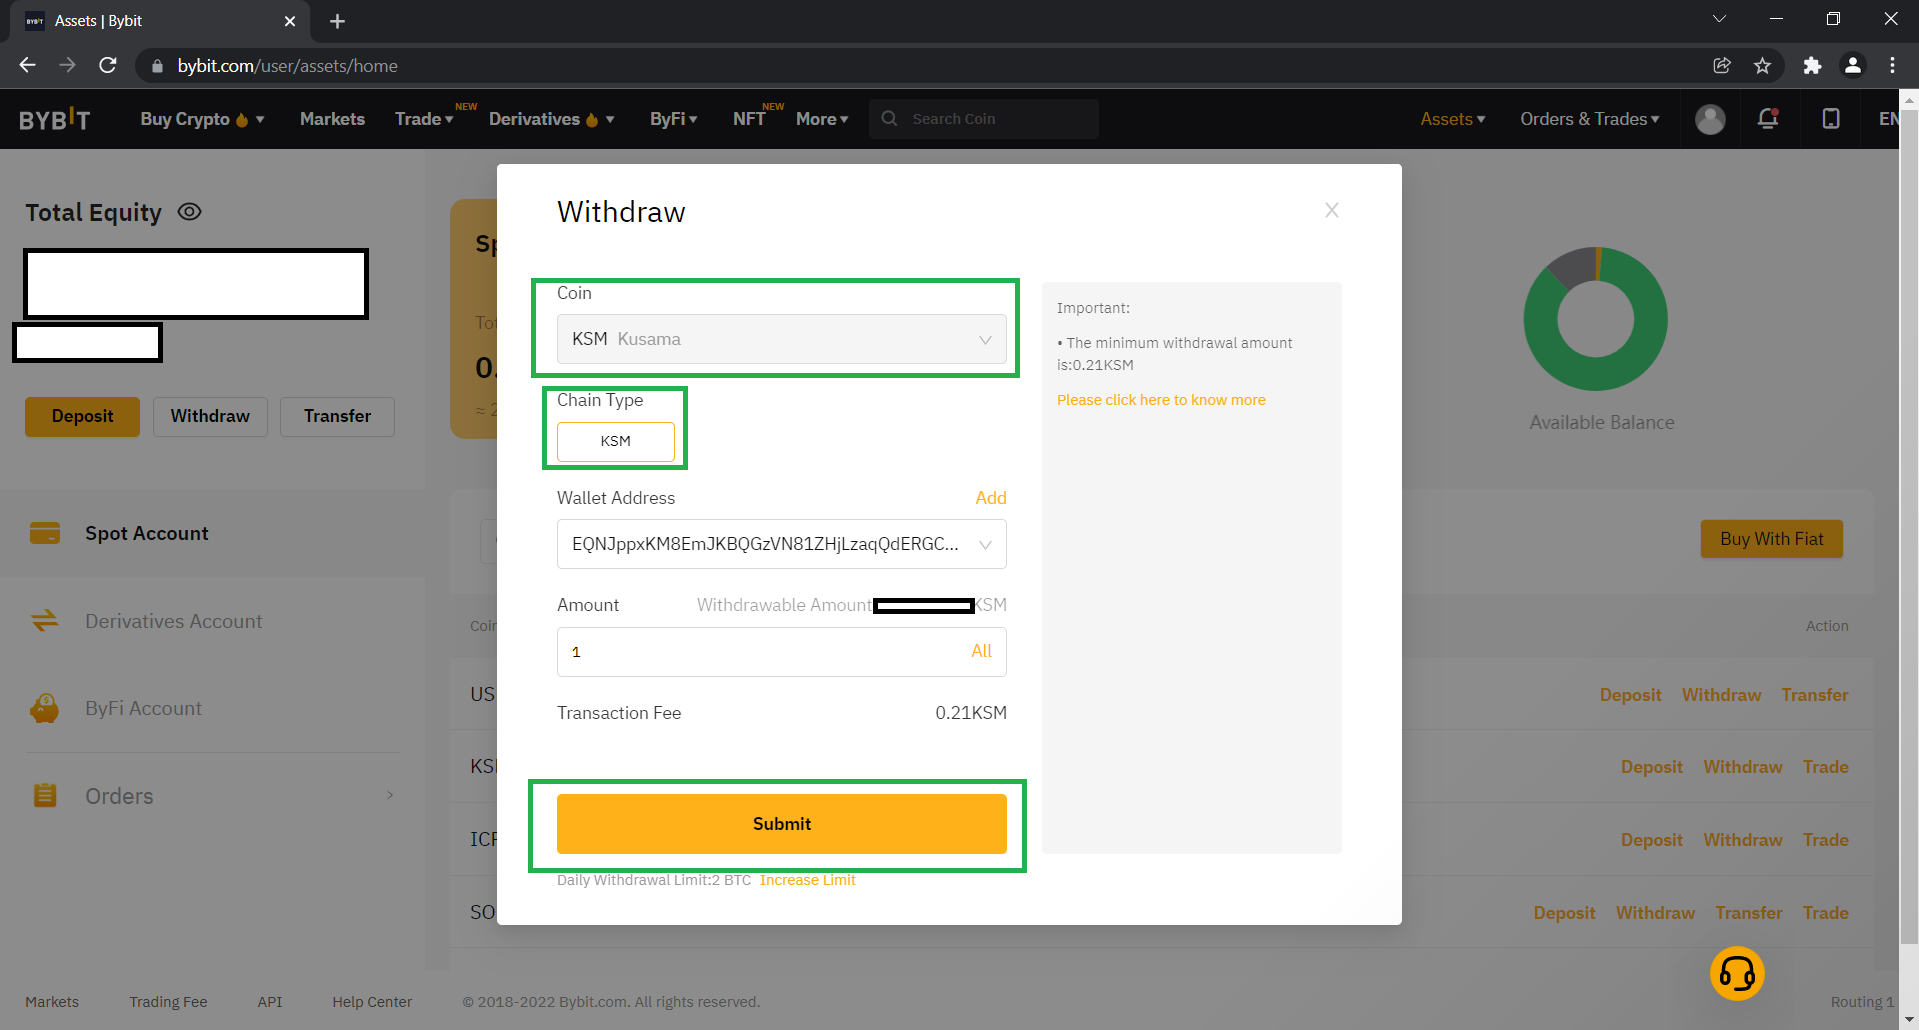 Assets | Bybit
bybit.com/user/assets/home
BYBIT
Buy Crypto
Markets
Trade
NEW
Derivatives
ByFi
NFT
NEW
More
Search Coin
Assets
Orders & Trades
EN
Total Equity
Deposit
Withdraw
Transfer
Spot Account
Derivatives Account
ByFi Account
Orders
Sp
Tot
0.
≈ 2
Withdraw
Coin
KSM Kusama
Chain Type
KSM
Wallet Address
Add
EQNJppxKM8EmJKBQGzVN81ZHjLzaqQdERGC...
Amount
Withdrawable Amount KSM
1
All
Transaction Fee
0.21KSM
Submit
Daily Withdrawal Limit:2 BTC Increase Limit
Important:
• The minimum withdrawal amount
is:0.21KSM
Please click here to know more
Available Balance
Buy With Fiat
Coin
Action
US
Deposit Withdraw Transfer
KS
Deposit Withdraw Trade
ICP
Deposit Withdraw Trade
SO
Deposit Withdraw Transfer Trade
Markets
Trading Fee
API
Help Center
© 2018-2022 Bybit.com. All rights reserved.
Routing 1